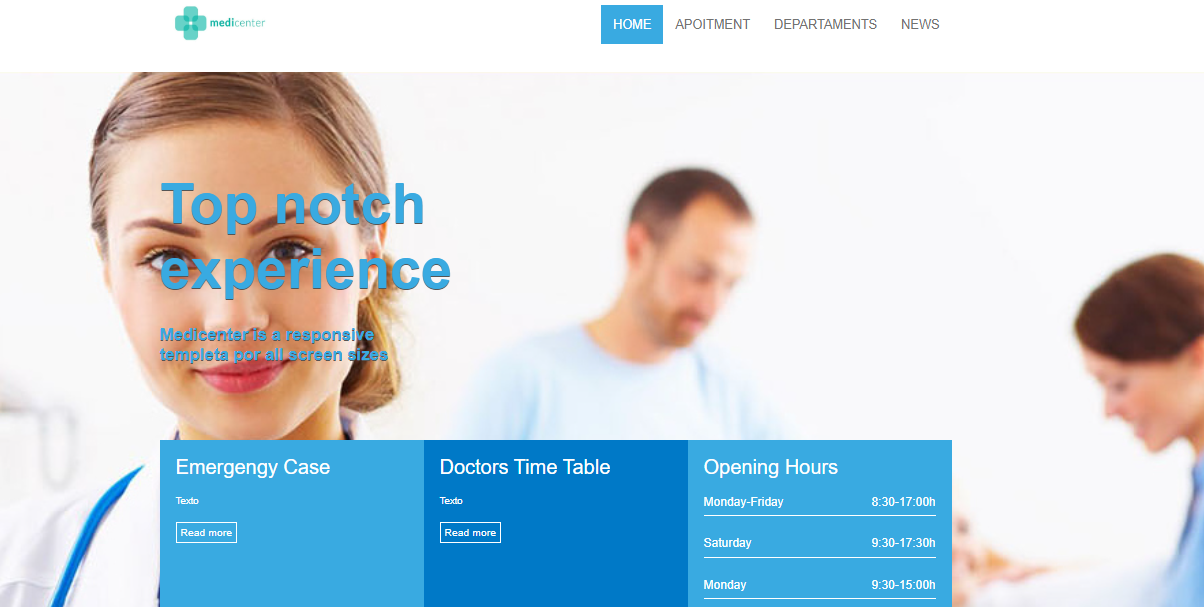 medicenter
HOME APOITMENT DEPARTAMENTS NEWS
Top notch
experience
Medicenter is a responsive
templeta por all screen sizes
Emergengy Case
Texto
Read more
Doctors Time Table
Texto
Read more
Opening Hours
Monday-Friday 8:30-17:00h
Saturday 9:30-17:30h
Monday 9:30-15:00h